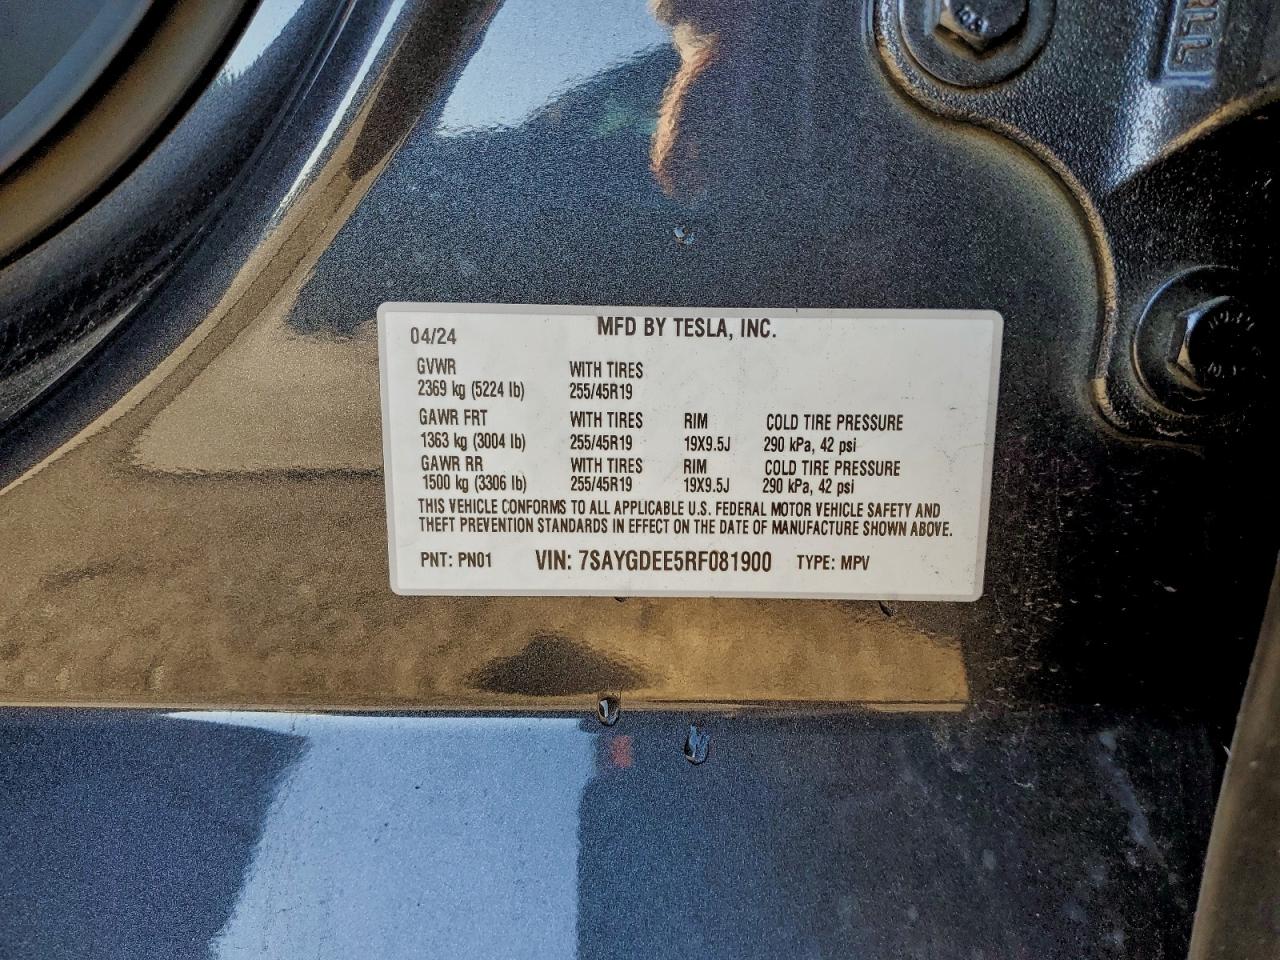 04/24 MFD BY TESLA, INC.
GVWR WITH TIRES
2369 kg (5224 lb) 255/45R19
GAWR FRT WITH TIRES RIM COLD TIRE PRESSURE
1363 kg (3004 lb) 255/45R19 19X9.5J 290 kPa, 42 psi
GAWR RR WITH TIRES RIM COLD TIRE PRESSURE
1500 kg (3306 lb) 255/45R19 19X9.5J 290 kPa, 42 psi
THIS VEHICLE CONFORMS TO ALL APPLICABLE U.S. FEDERAL MOTOR VEHICLE SAFETY AND
THEFT PREVENTION STANDARDS IN EFFECT ON THE DATE OF MANUFACTURE SHOWN ABOVE.
PNT: PN01 VIN: 7SAYGDEE5RF081900 TYPE: MPV